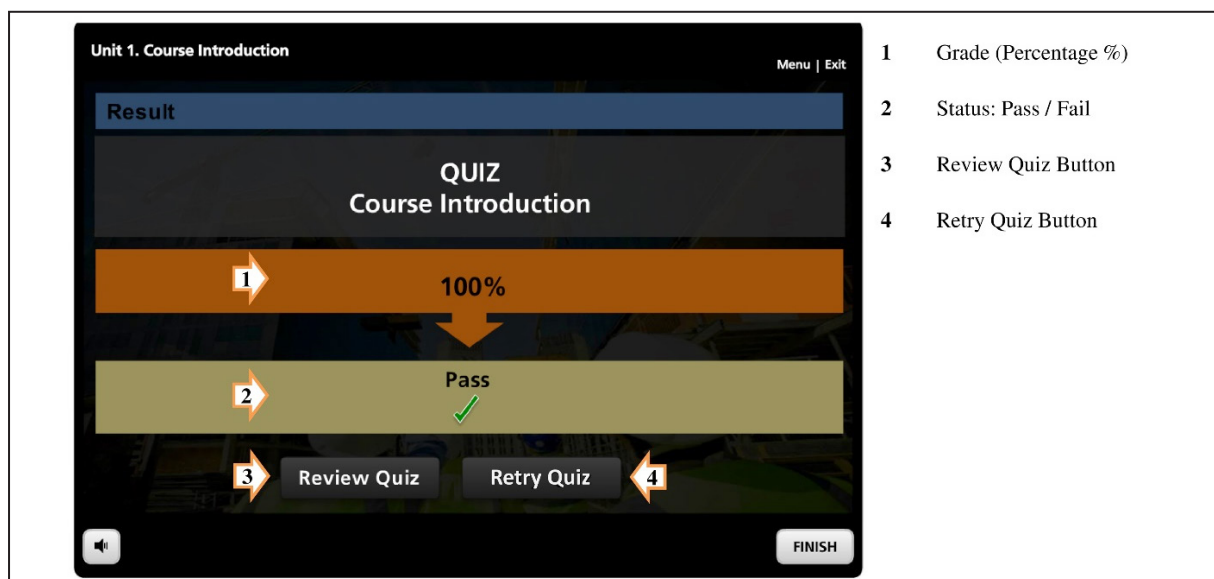 Unit 1. Course Introduction
Menu | Exit
Result
QUIZ
Course Introduction
1
100%
2
Pass
3
Review Quiz
Retry Quiz
4
FINISH
1 Grade (Percentage %)
2 Status: Pass / Fail
3 Review Quiz Button
4 Retry Quiz Button